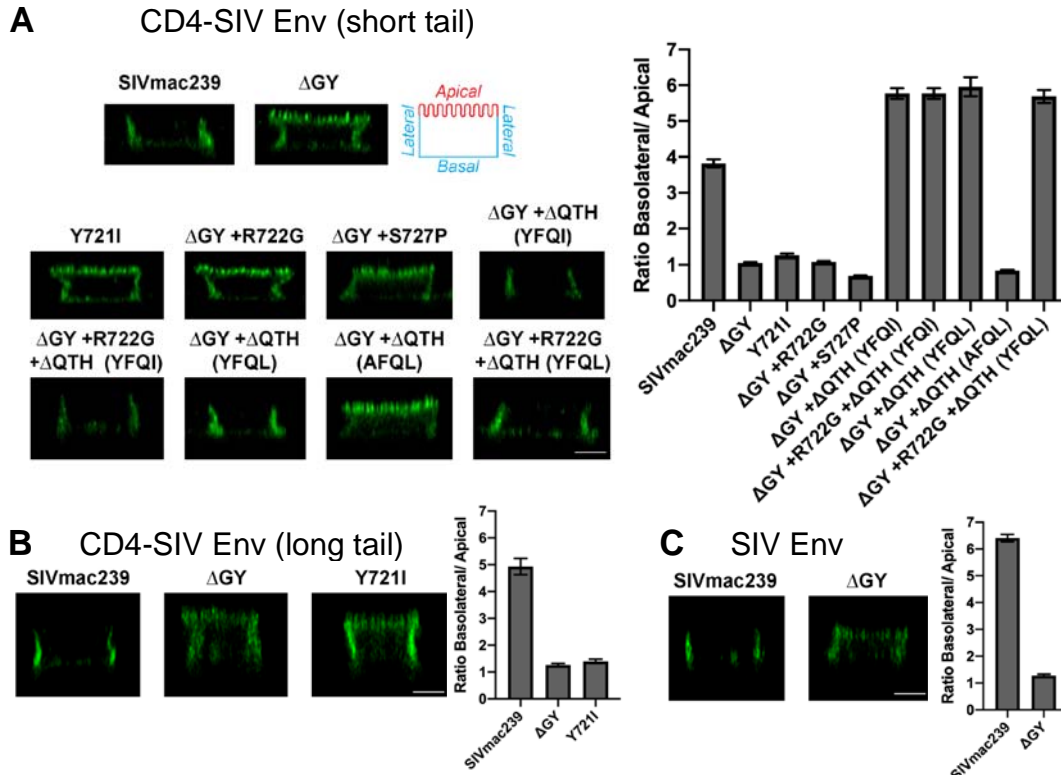 A CD4-SIV Env (short tail)
SIVmac239
ΔGY
Apical
Lateral
Lateral
Basal
Y721I
ΔGY +R722G
ΔGY +S727P
ΔGY +ΔQTH
(YFQI)
ΔGY +R722G
+ΔQTH (YFQI)
ΔGY +ΔQTH
(YFQL)
ΔGY +ΔQTH
(AFQL)
ΔGY +R722G
+ΔQTH (YFQL)
Ratio Basolateral/ Apical
7
6
5
4
3
2
1
0
SIVmac239
ΔGY
Y721I
ΔGY +R722G
ΔGY +S727P
ΔGY +ΔQTH (YFQI)
ΔGY +R722G +ΔQTH (YFQI)
ΔGY +ΔQTH (YFQL)
ΔGY +ΔQTH (AFQL)
ΔGY +R722G +ΔQTH (YFQL)
B CD4-SIV Env (long tail)
SIVmac239
ΔGY
Y721I
Ratio Basolateral/ Apical
7
6
5
4
3
2
1
0
SIVmac239
ΔGY
Y721I
C SIV Env
SIVmac239
ΔGY
Ratio Basolateral/ Apical
7
6
5
4
3
2
1
0
SIVmac239
ΔGY